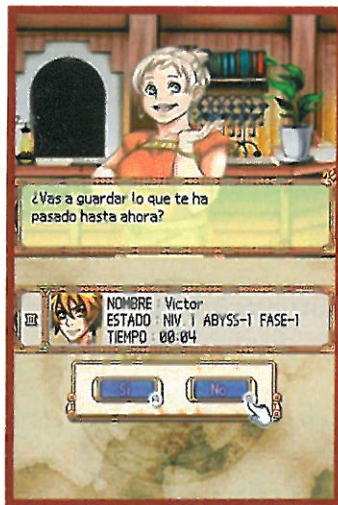 ¿Vas a guardar lo que te ha
pasado hasta ahora?
III
NOMBRE : Victor
ESTADO : NIV. 1 ABYSS-1 FASE-1
TIEMPO : 00:04
Sí
No